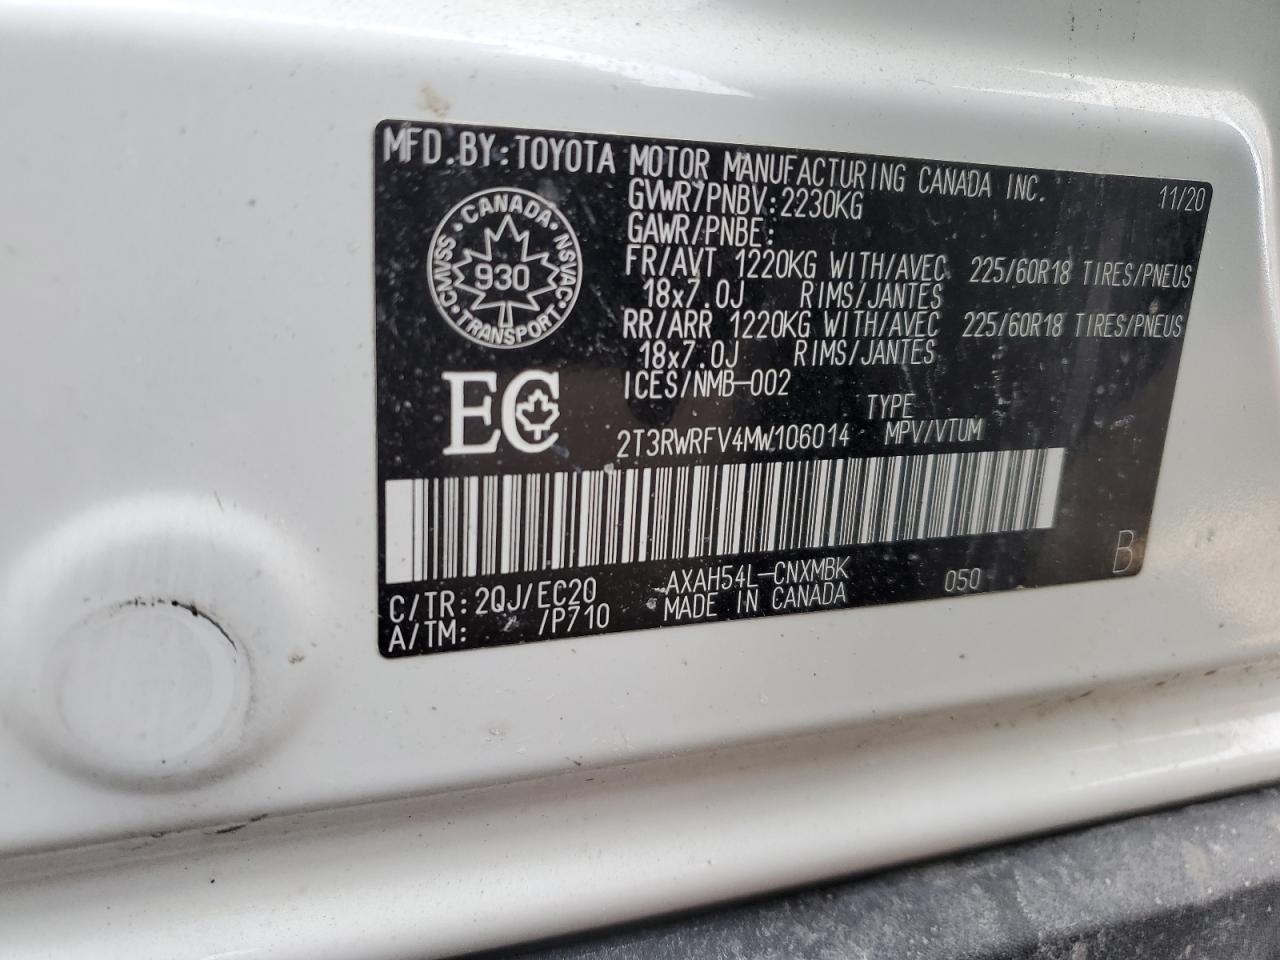 MFD. BY: TOYOTA MOTOR MANUFACTURING CANADA INC. 11/20
GVWR/PNBV: 2230KG
GAWR/PNBE:
FR/AVT 1220KG WITH/AVEC 225/60R18 TIRES/PNEUS
18x7.0J RIMS/JANTES
RR/ARR 1220KG WITH/AVEC 225/60R18 TIRES/PNEUS
18x7.0J RIMS/JANTES
ICES/NMB-002
CANADA
CMVSS 930 NSVAC
TRANSPORT
EC
TYPE
2T3RWRFV4MW106014 MPV/VTUM
B
C/TR: 2QJ/EC20 AXAH54L-CNXMBK 050
A/TM: /P710 MADE IN CANADA